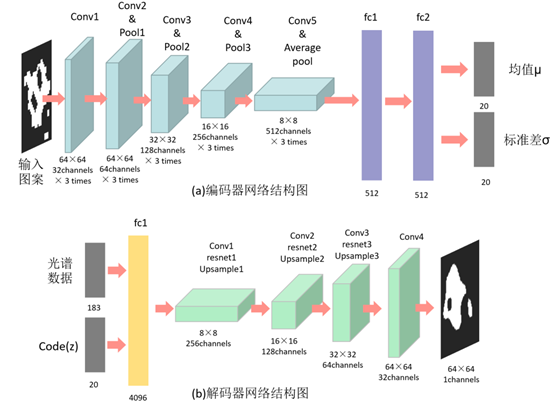 Conv1
Conv2
&
Pool1
Conv3
&
Pool2
Conv4
&
Pool3
Conv5
&
Average
pool
fc1
fc2
输入
图案
64×64
32channels
× 3 times
64×64
64channels
× 3 times
32×32
128channels
× 3 times
16×16
256channels
× 3 times
8×8
512channels
× 3 times
512
512
均值μ
20
标准差σ
20
(a)编码器网络结构图
光谱
数据
183
Code(z)
20
fc1
4096
Conv1
resnet1
Upsample1
8×8
256channels
Conv2
resnet2
Upsample2
16×16
128channels
Conv3
resnet3
Upsample3
32×32
64channels
Conv4
64×64
32channels
64×64
1channels
(b)解码器网络结构图